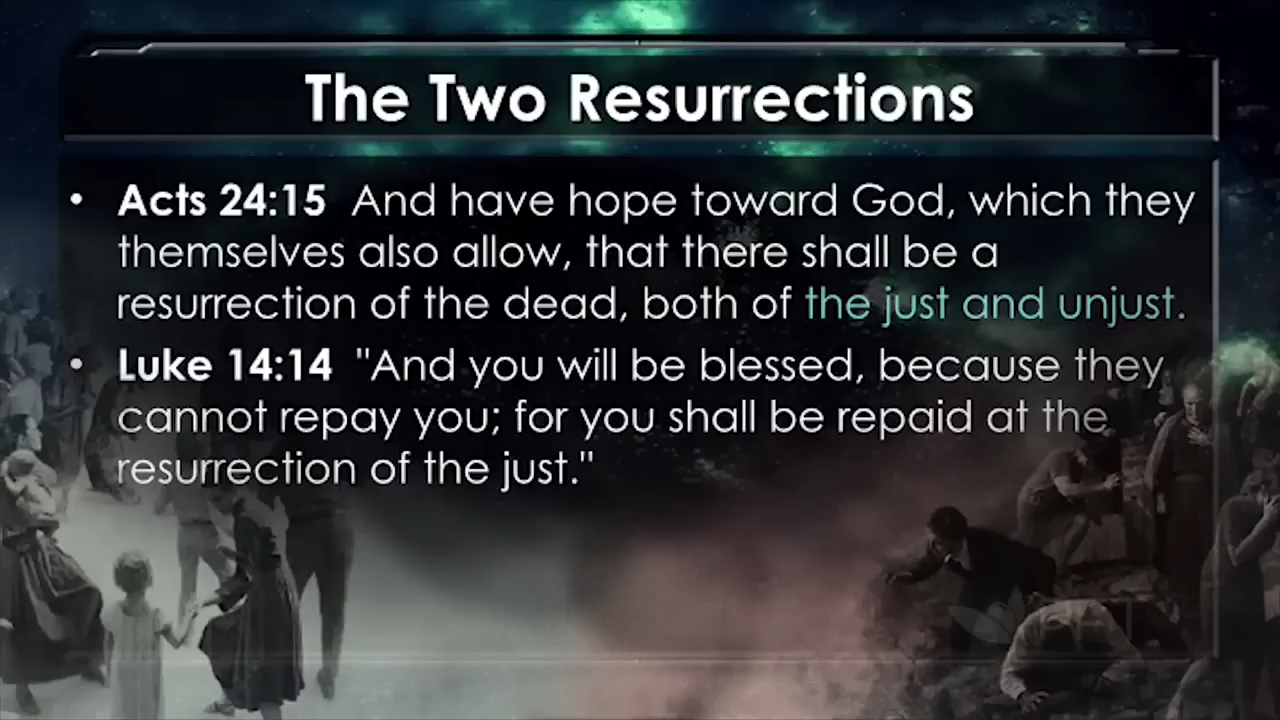 The Two Resurrections
• Acts 24:15 And have hope toward God, which they
themselves also allow, that there shall be a
resurrection of the dead, both of the just and unjust.
• Luke 14:14 "And you will be blessed, because they
cannot repay you; for you shall be repaid at the
resurrection of the just."